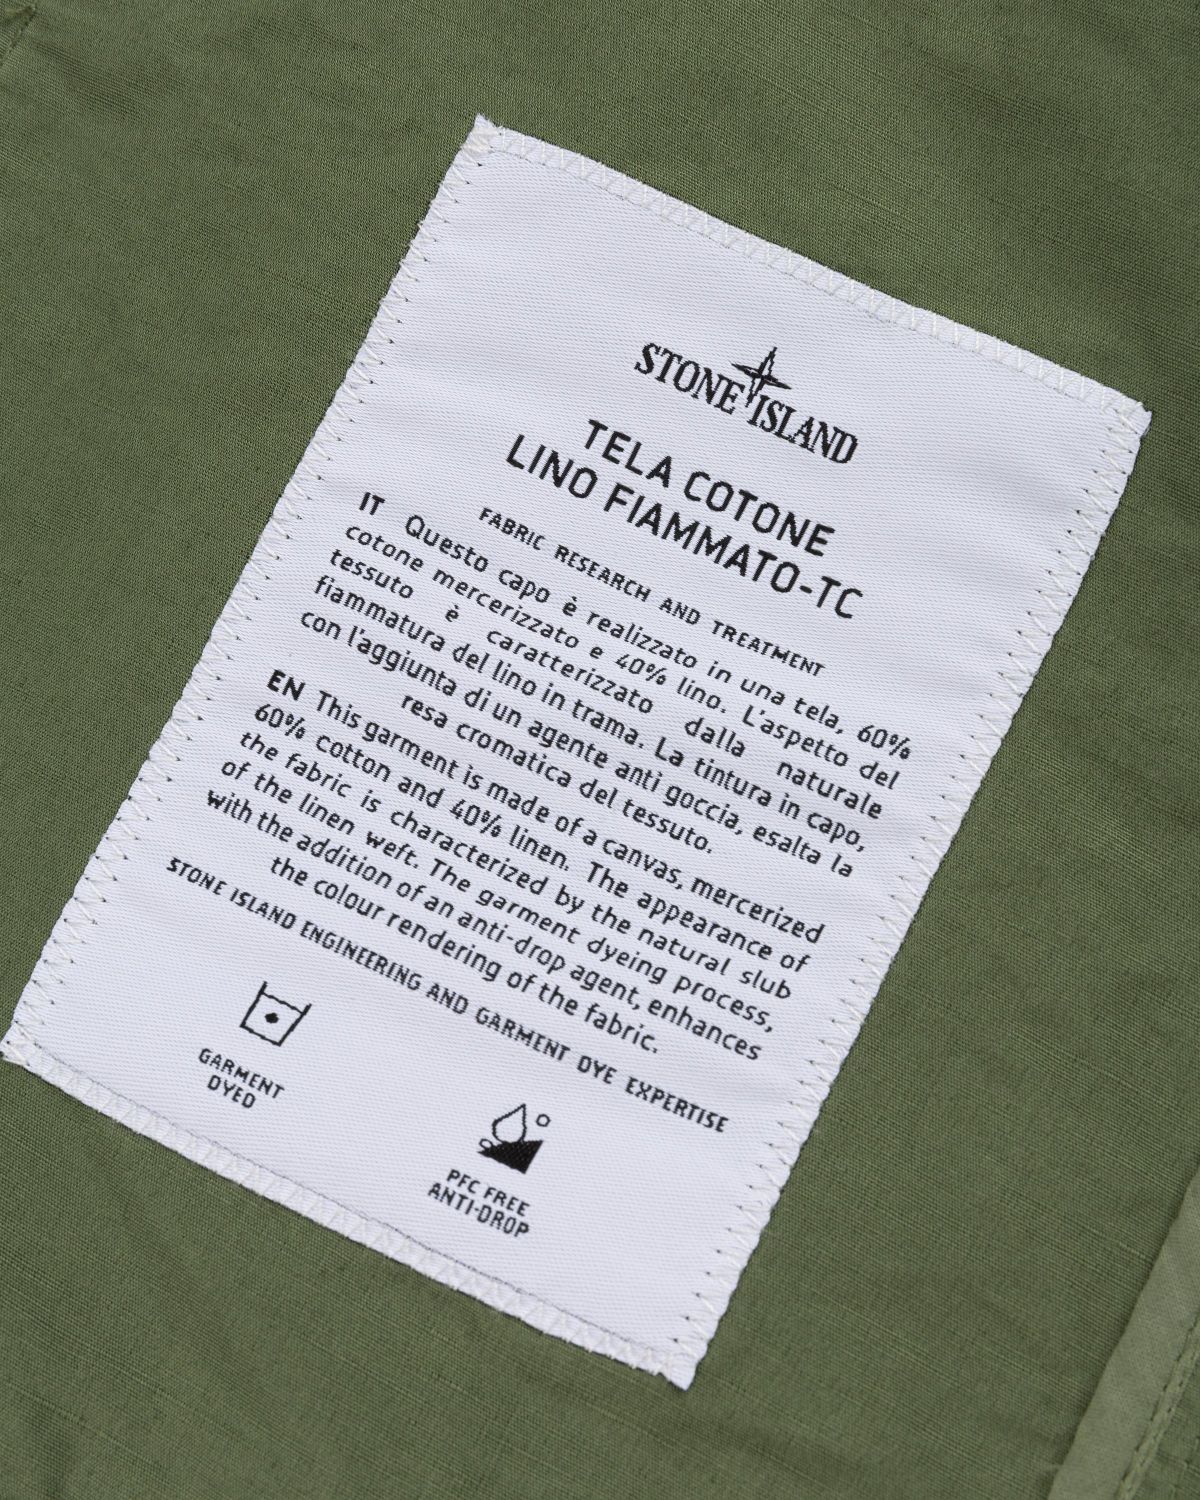 STONE ISLAND
TELA COTONE
LINO FIAMMATO-TC
FABRIC RESEARCH AND TREATMENT
IT Questo capo è realizzato in una tela, 60%
cotone mercerizzato e 40% lino. L'aspetto del
tessuto è caratterizzato dalla naturale
fiammatura del lino in trama. La tintura in capo,
con l'aggiunta di un agente anti goccia, esalta la
resa cromatica del tessuto.
EN This garment is made of a canvas, mercerized
60% cotton and 40% linen. The appearance of
the fabric is characterized by the natural slub
of the linen weft. The garment dyeing process,
with the addition of an anti-drop agent, enhances
the colour rendering of the fabric.
STONE ISLAND ENGINEERING AND GARMENT DYE EXPERTISE
GARMENT
DYED
PFC FREE
ANTI-DROP